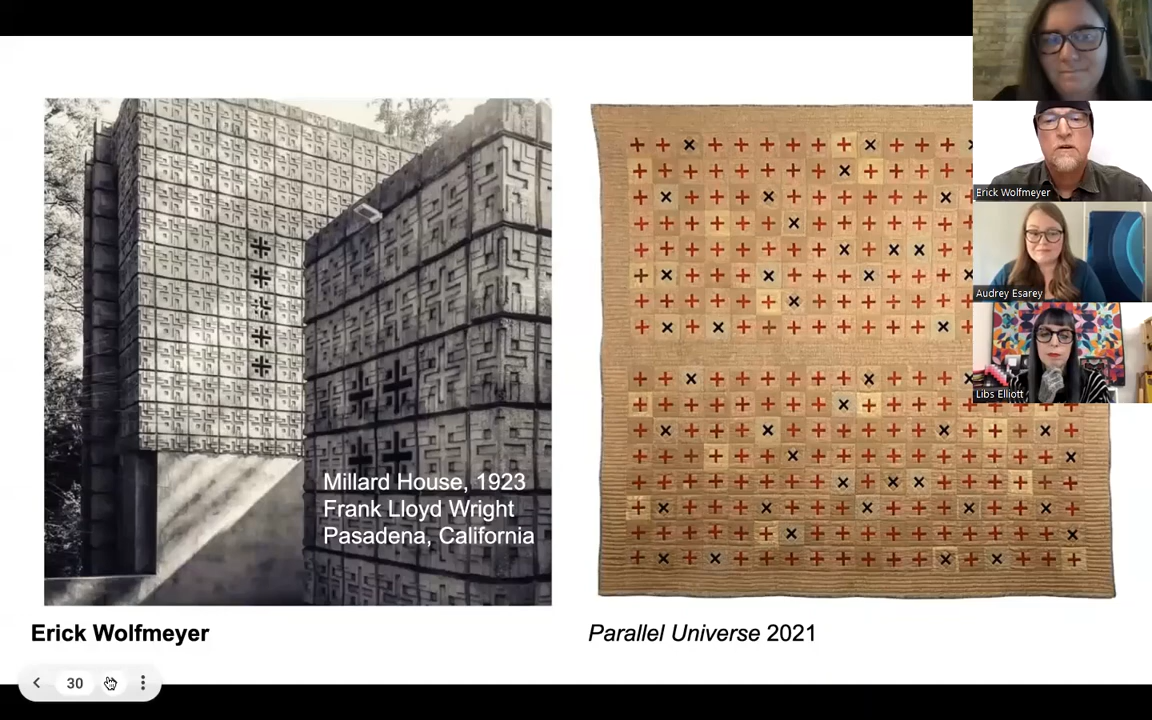 Millard House, 1923
Frank Lloyd Wright
Pasadena, California
Erick Wolfmeyer
Parallel Universe 2021
30
Erick Wolfmeyer
Audrey Esarey
Libs Elliott